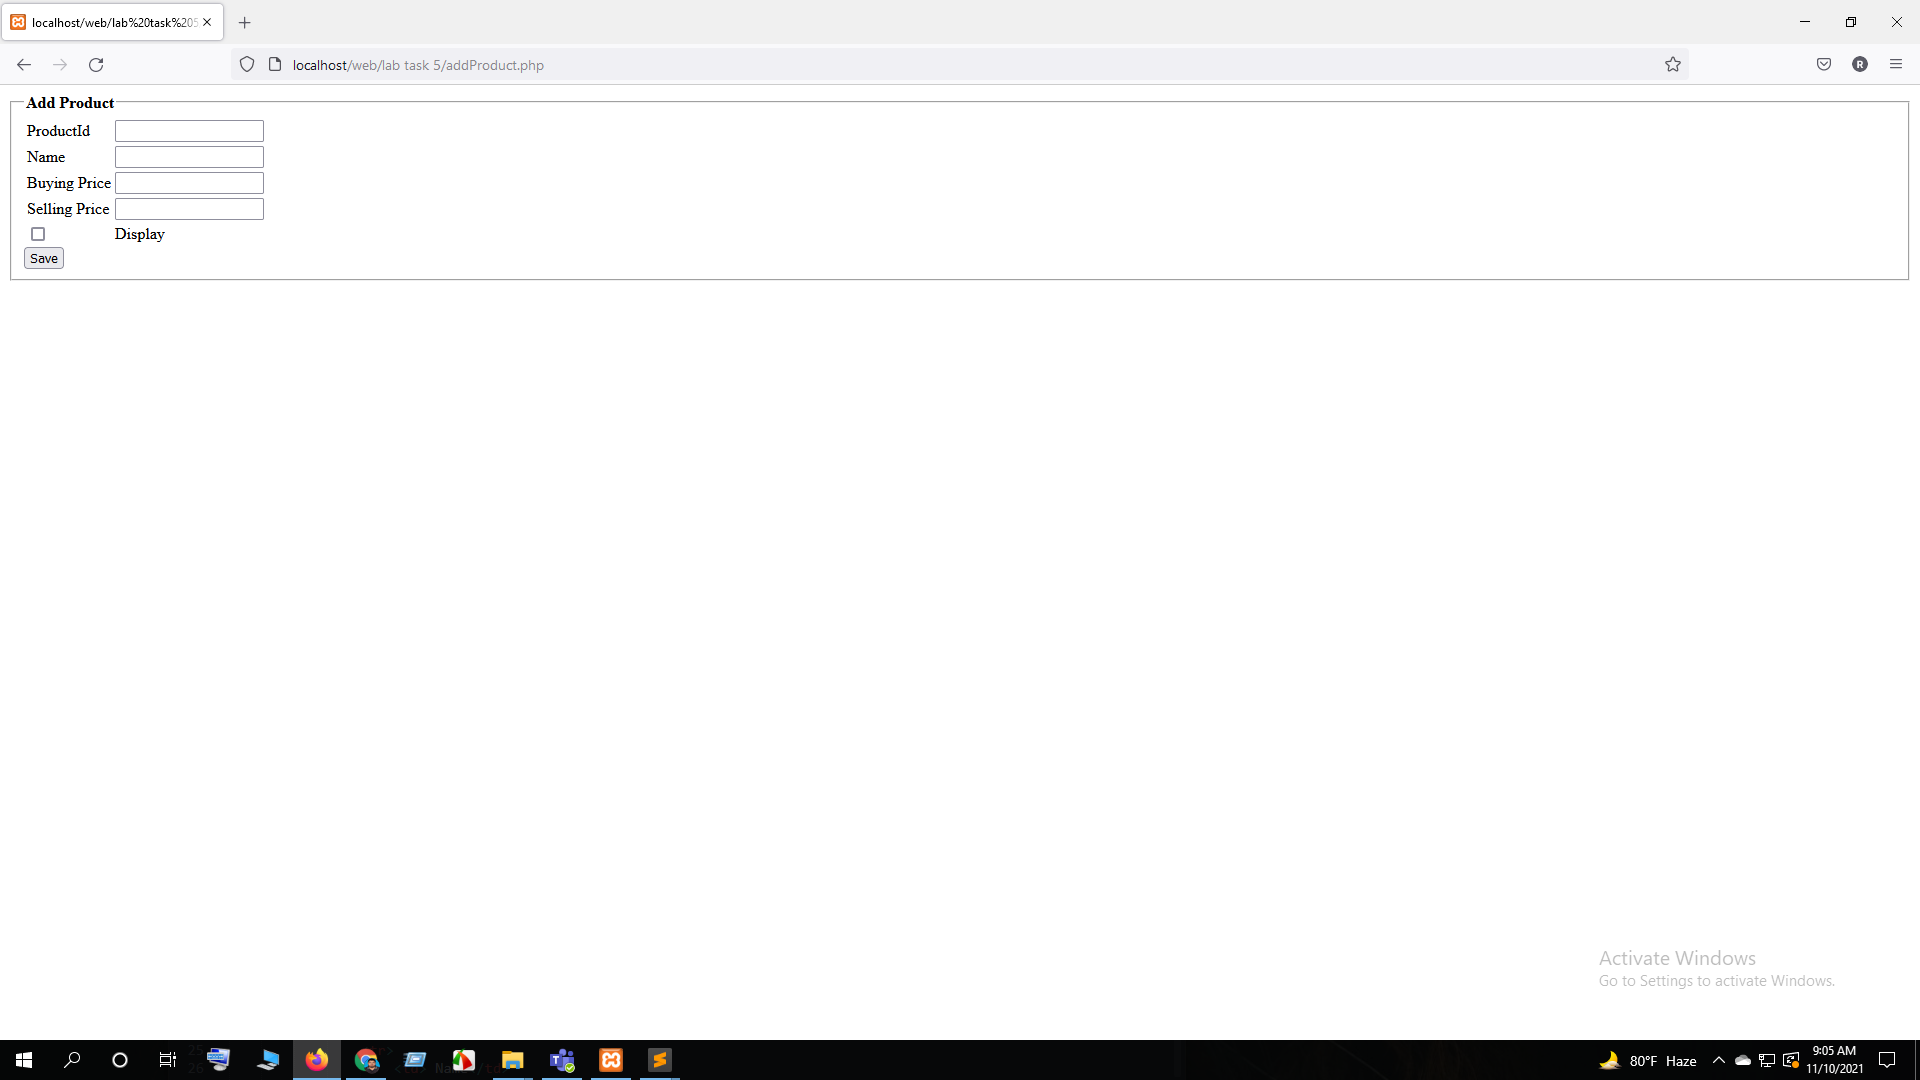 localhost/web/lab%20task%205
localhost/web/lab task 5/addProduct.php
R
Add Product
ProductId
Name
Buying Price
Selling Price
Display
Save
Activate Windows
Go to Settings to activate Windows.
80°F Haze
9:05 AM
11/10/2021